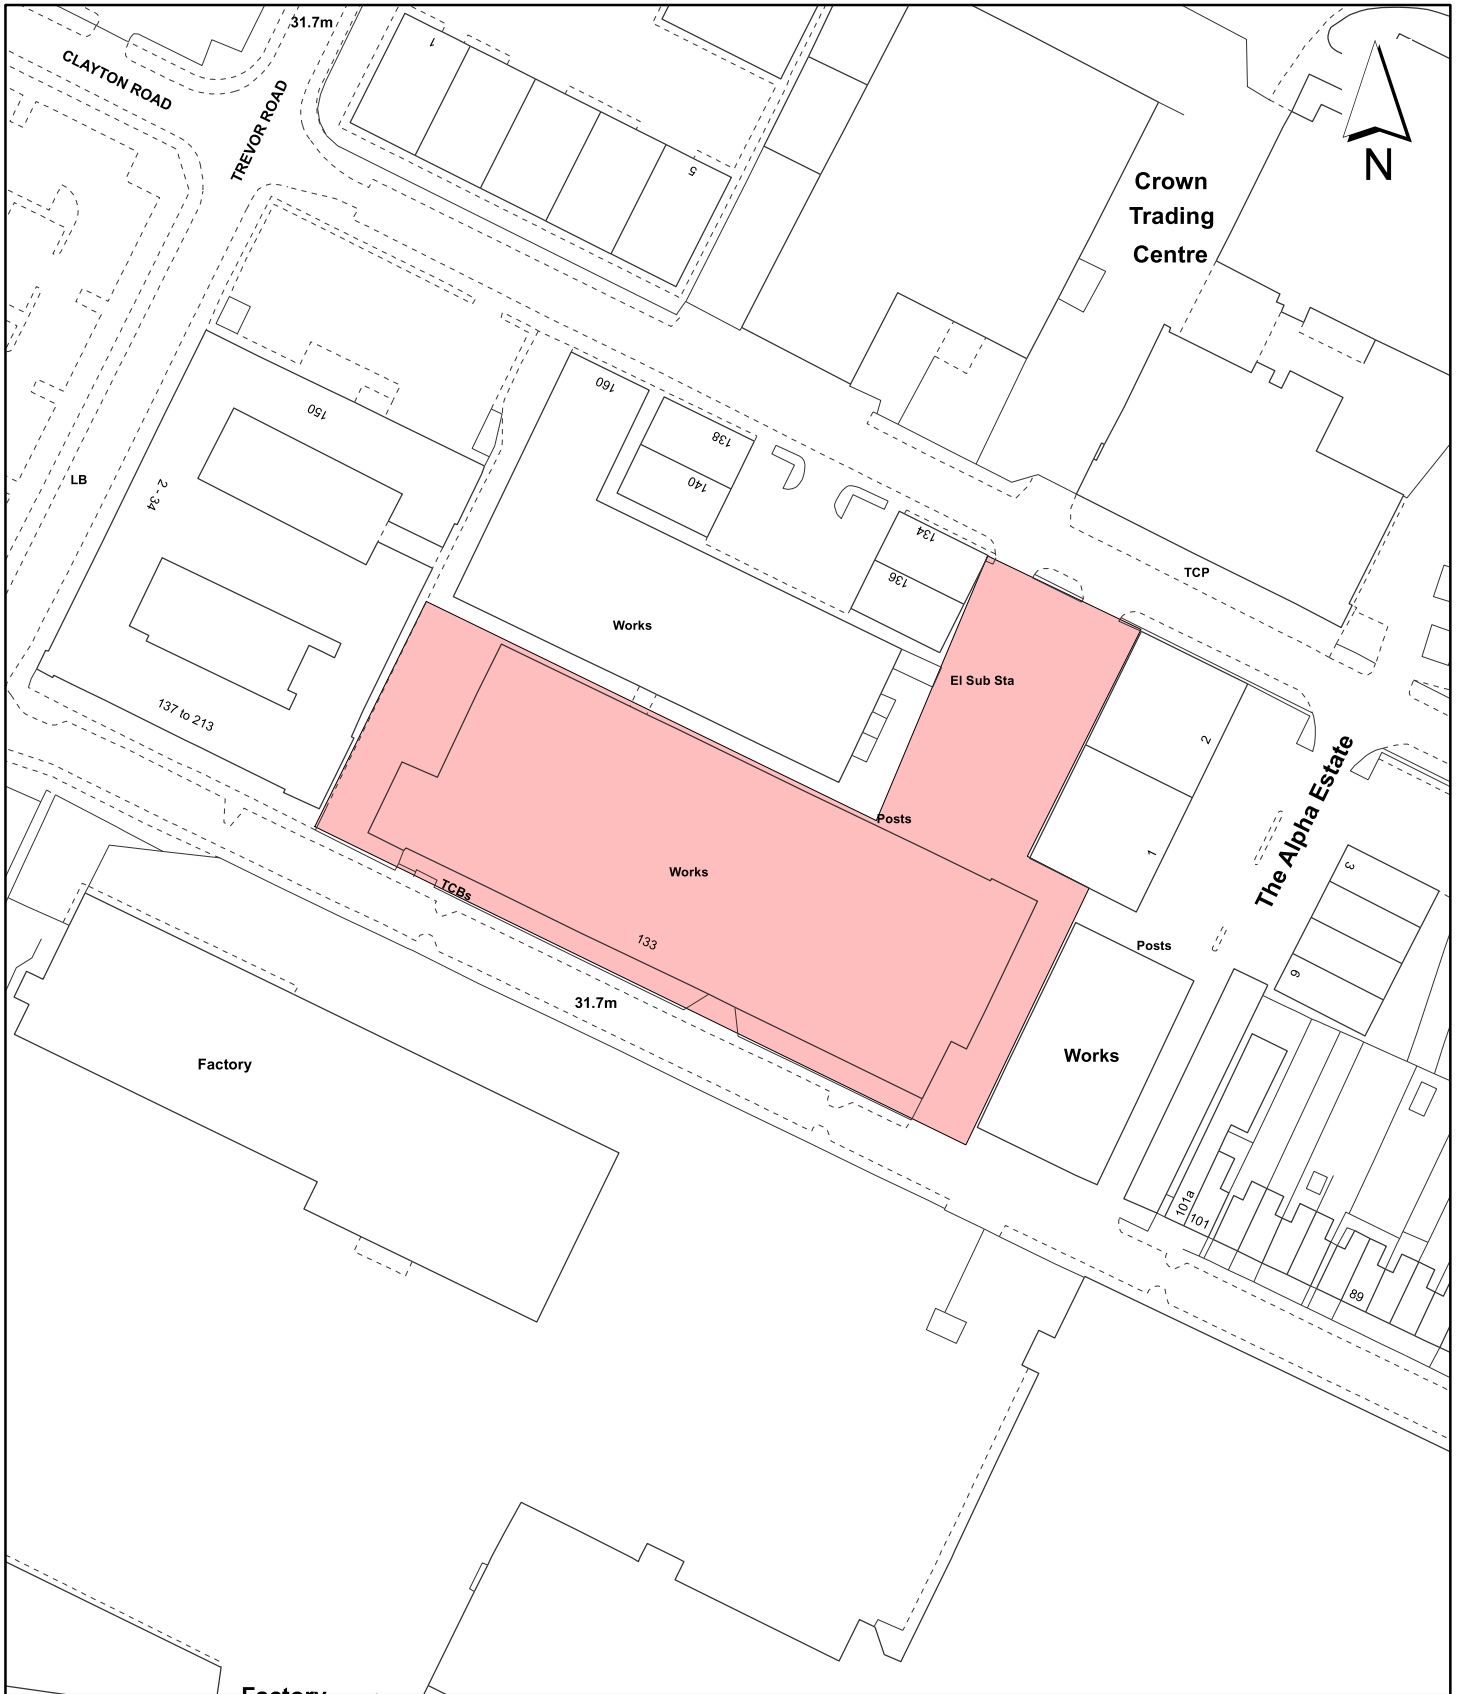 31.7m
CLAYTON ROAD
TREVOR ROAD
1
5
N
Crown
Trading
Centre
160
150
138
140
134
136
LB
2 - 34
TCP
Works
El Sub Sta
137 to 213
2
1
The Alpha Estate
Posts
Works
TCBs
133
3
9
Posts
31.7m
Works
Factory
101a
101
89
Factory